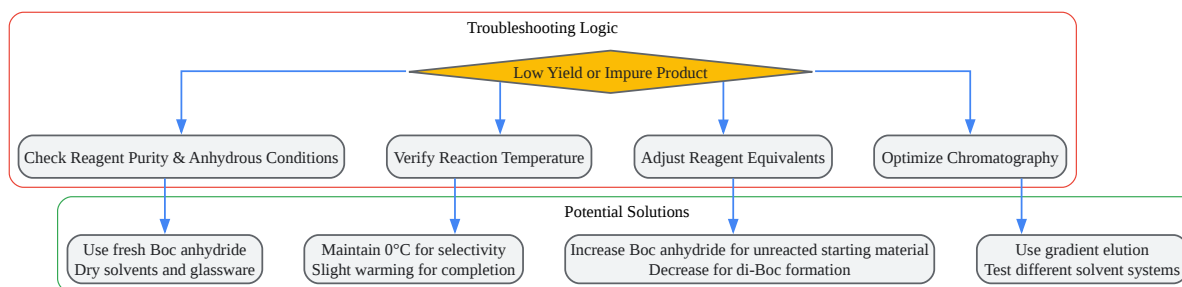 Troubleshooting Logic
Low Yield or Impure Product
Check Reagent Purity & Anhydrous Conditions
Verify Reaction Temperature
Adjust Reagent Equivalents
Optimize Chromatography
Potential Solutions
Use fresh Boc anhydride
Dry solvents and glassware
Maintain 0°C for selectivity
Slight warming for completion
Increase Boc anhydride for unreacted starting material
Decrease for di-Boc formation
Use gradient elution
Test different solvent systems